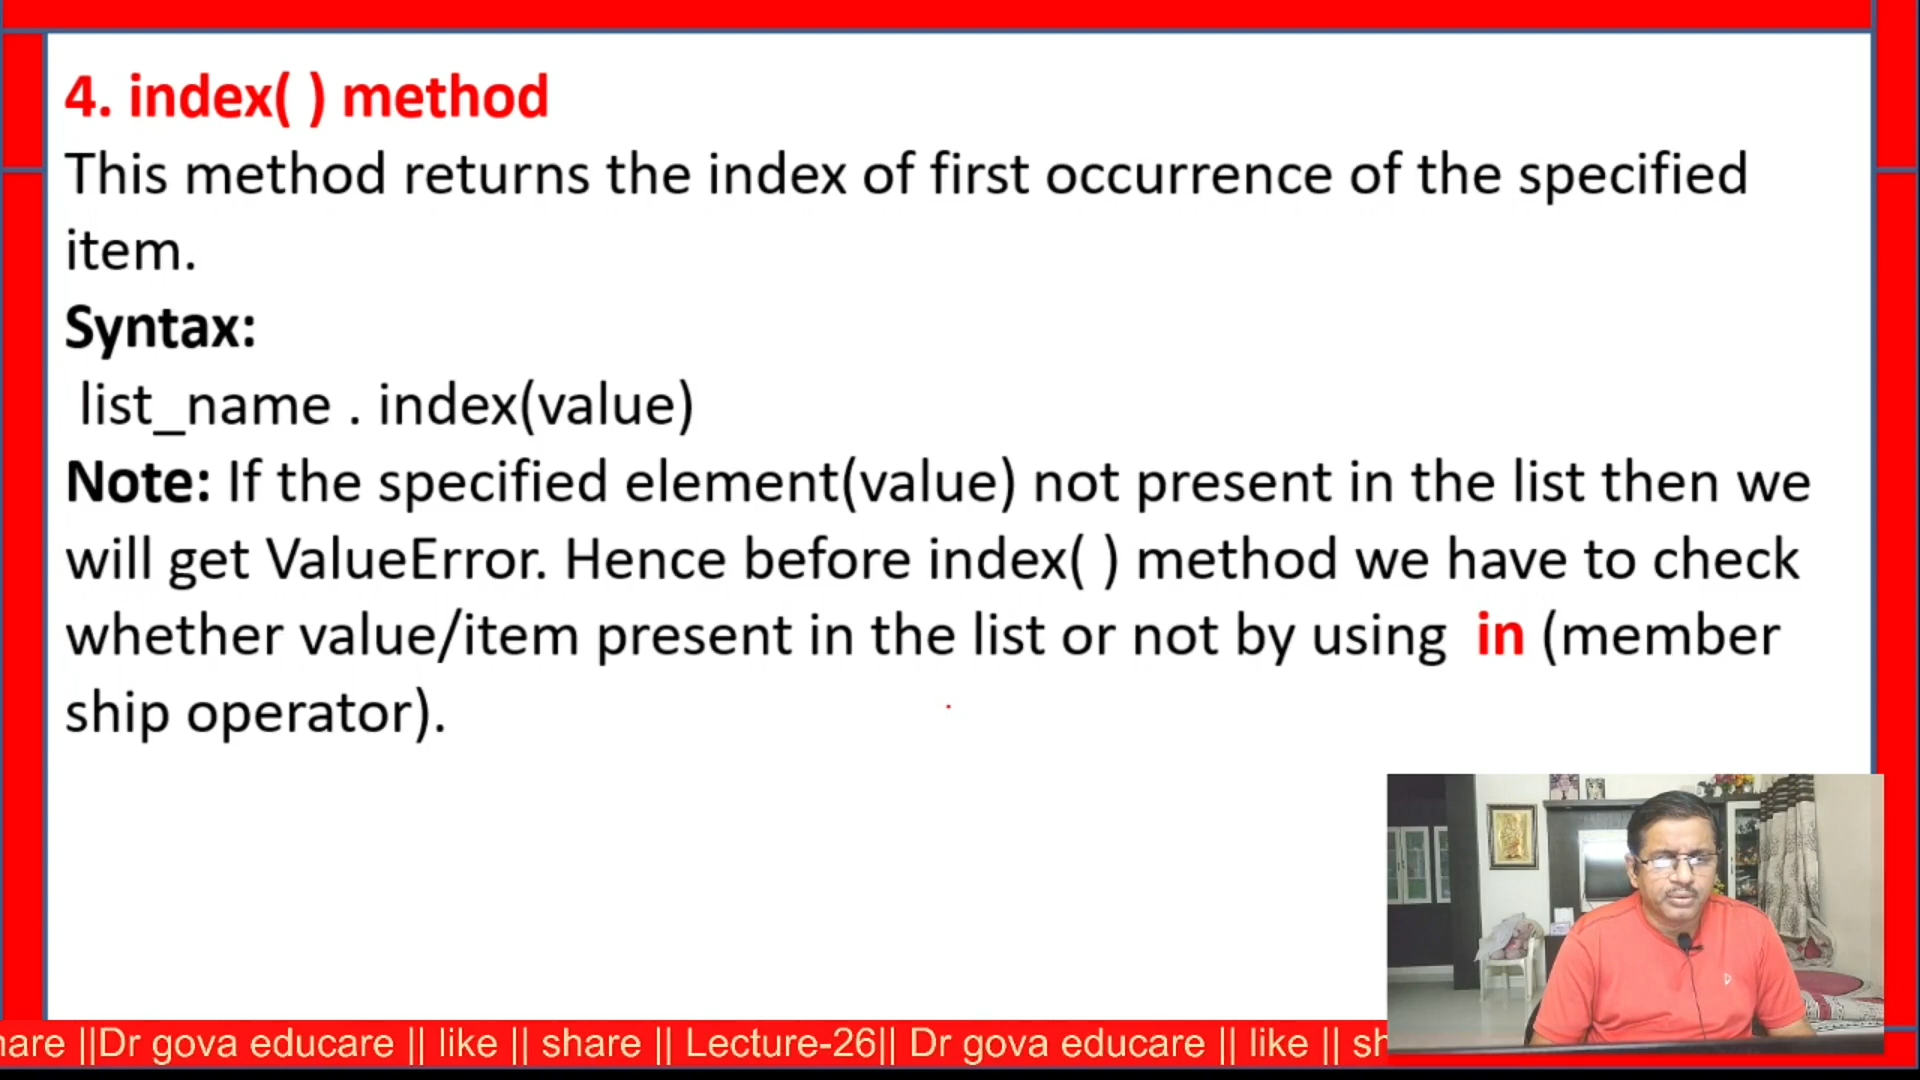 4. index( ) method
This method returns the index of first occurrence of the specified
item.
Syntax:
list_name . index(value)
Note: If the specified element(value) not present in the list then we
will get ValueError. Hence before index( ) method we have to check
whether value/item present in the list or not by using in (member
ship operator).
are ||Dr gova educare || like || share || Lecture-26|| Dr gova educare || like || sh